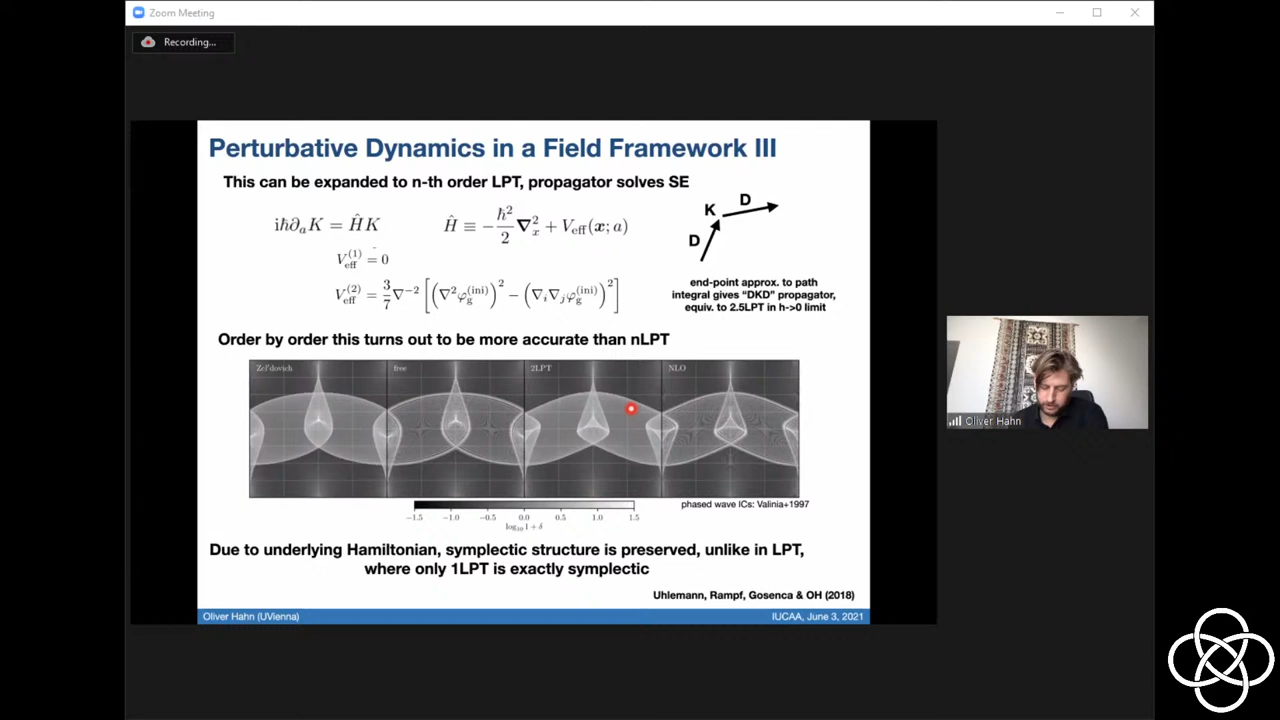 Zoom Meeting
Recording...
Perturbative Dynamics in a Field Framework III
This can be expanded to n-th order LPT, propagator solves SE
iħ∂ₐK = ĤK
Ĥ ≡ −ħ²/2 ∇ₓ² + V_eff(x; a)
V_eff^(1) = 0
V_eff^(2) = 3/7 ∇⁻² [(∇²φ_g^(ini))² − (∇ᵢ∇ⱼφ_g^(ini))²]
D
K
D
end-point approx. to path
integral gives "DKD" propagator,
equiv. to 2.5LPT in h->0 limit
Order by order this turns out to be more accurate than nLPT
Zel'dovich
free
2LPT
NLO
−1.5 −1.0 −0.5 0.0 0.5 1.0 1.5
log₁₀ 1 + δ
phased wave ICs: Valinia+1997
Due to underlying Hamiltonian, symplectic structure is preserved, unlike in LPT,
where only 1LPT is exactly symplectic
Uhlemann, Rampf, Gosenca & OH (2018)
Oliver Hahn (UVienna)
IUCAA, June 3, 2021
Oliver Hahn